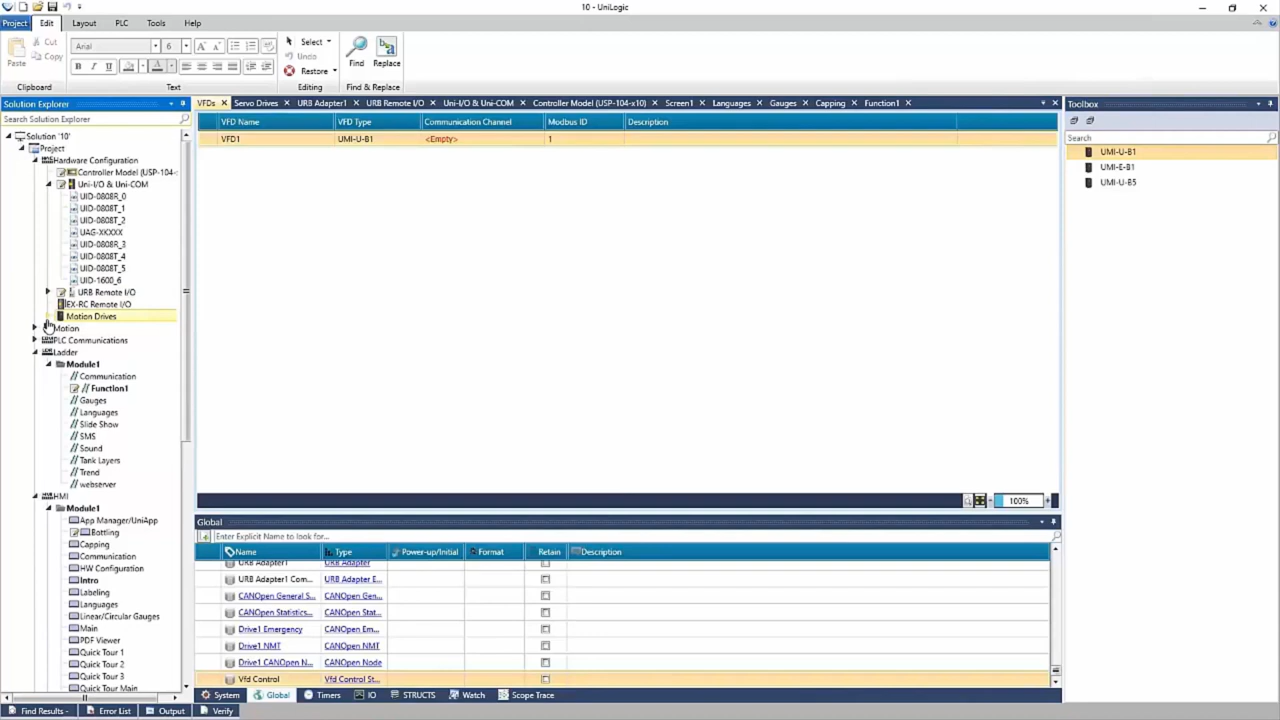 10 - UniLogic
Project Edit Layout PLC Tools Help
Paste Cut Copy
Clipboard
Arial 6
Text
Select
Undo
Restore
Editing
Find Replace
Find & Replace
Solution Explorer
Search Solution Explorer
Solution '10'
Project
Hardware Configuration
Controller Model (USP-104-
Uni-I/O & Uni-COM
UID-0808R_0
UID-0808T_1
UID-0808T_2
UAG-XKXXX
UID-0808R_3
UID-0808T_4
UID-0808T_5
UID-1600_6
URB Remote I/O
EX-RC Remote I/O
Motion Drives
Motion
PLC Communications
Ladder
Module1
Communication
Function1
Gauges
Languages
Slide Show
SMS
Sound
Tank Layers
Trend
webserver
HMI
Module1
App Manager/UniApp
Bottling
Capping
Communication
HW Configuration
Intro
Labeling
Languages
Linear/Circular Gauges
Main
PDF Viewer
Quick Tour 1
Quick Tour 2
Quick Tour 3
Quick Tour Main
VFDs Servo Drives URB Adapter1 URB Remote I/O Uni-I/O & Uni-COM Controller Model (USP-104-x10) Screen1 Languages Gauges Capping Function1
VFD Name VFD Type Communication Channel Modbus ID Description
VFD1 UMI-U-B1 <Empty> 1
100%
Global
Enter Explicit Name to look for...
Name Type Power-up/Initial Format Retain Description
URB Adapter1 URB Adapter
URB Adapter1 Com... URB Adapter E...
CANOpen General S... CANOpen Gen...
CANOpen Statistics... CANOpen Stat...
Drive1 Emergency CANOpen Em...
Drive1 NMT CANOpen NMT
Drive1 CANOpen N... CANOpen Node
Vfd Control Vfd Control St...
System Global Timers IO STRUCTS Watch Scope Trace
Toolbox
Search
UMI-U-B1
UMI-E-B1
UMI-U-B5
Find Results - Error List Output Verify